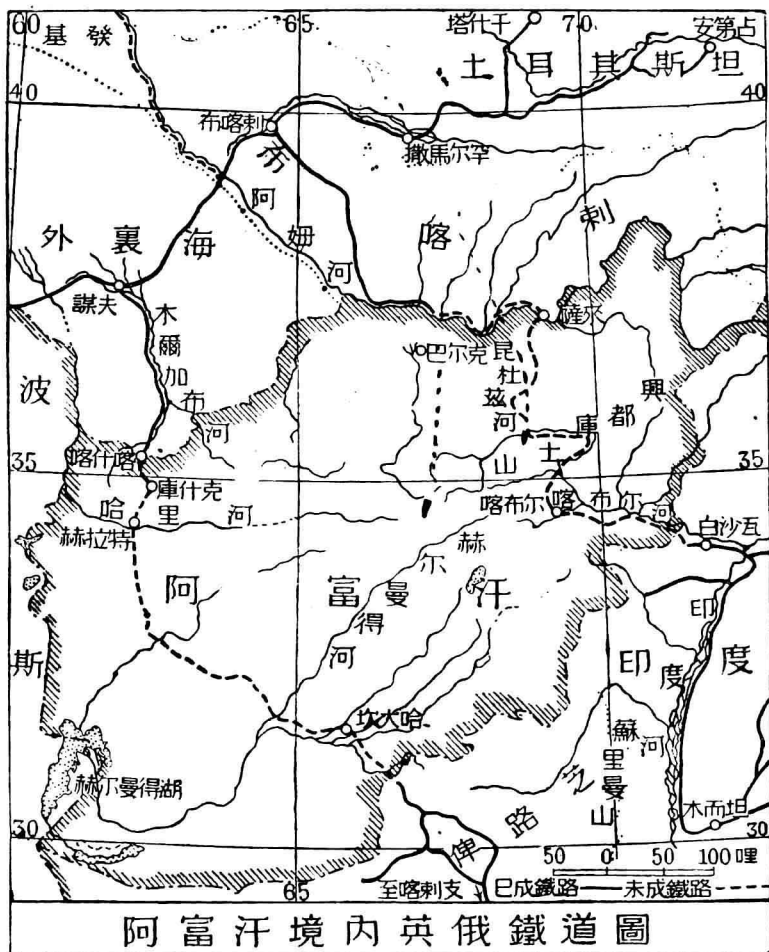 60
65
70
基發
塔什干
安第占
土耳其斯坦
40
40
布喀剌
撒馬尔罕
布喀剌
阿姆河
外裏海
謀夫
木爾加布河
薩來
巴尔克
昆杜茲河
波斯
興都庫士山
喀什喀
35
35
庫什克
哈里河
赫拉特
喀布尔
喀布尔河
白沙瓦
阿富汗
赫尔曼得河
印度
印度河
坎大哈
蘇里曼山
赫尔曼得湖
俾路芝
木而坦
30
30
50 0 50 100 哩
65
至喀剌支
已成鐵路
未成鐵路
阿富汗境内英俄鐵道圖